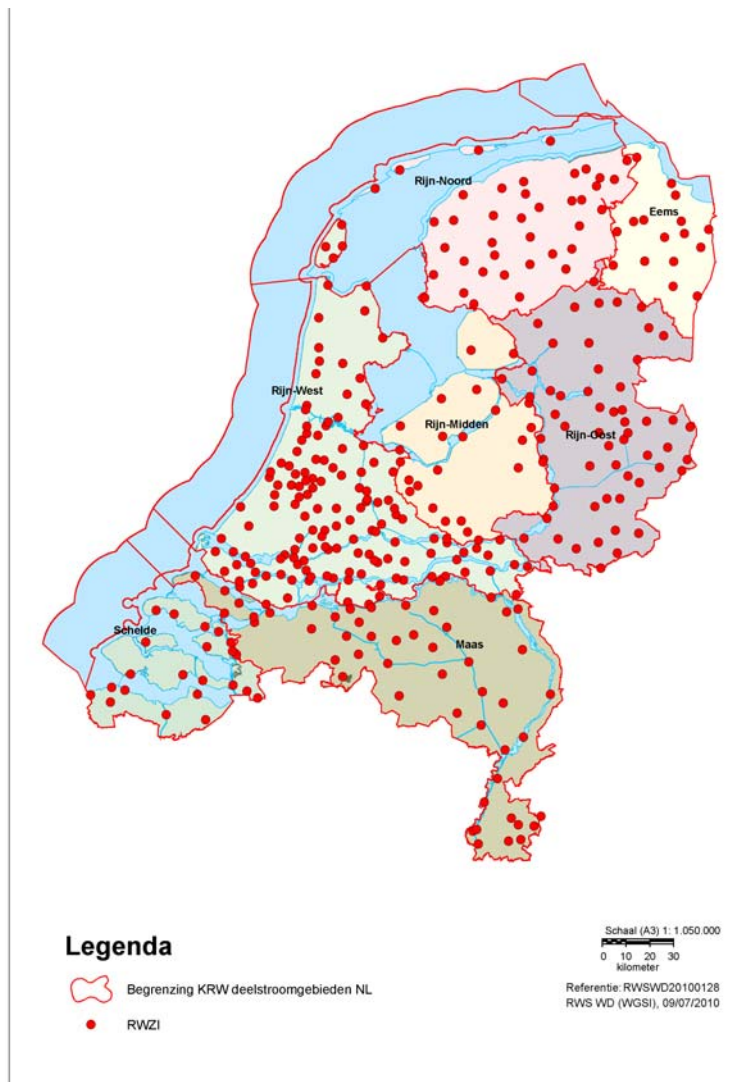 Rijn-Noord
Eems
Rijn-West
Rijn-Midden
Rijn-Oost
Schelde
Maas
Legenda
Begrenzing KRW deelstroomgebieden NL
RWZI
Schaal (A3) 1: 1.050.000
0 10 20 30
kilometer
Referentie: RWSWD20100128
RWS WD (WGSI), 09/07/2010